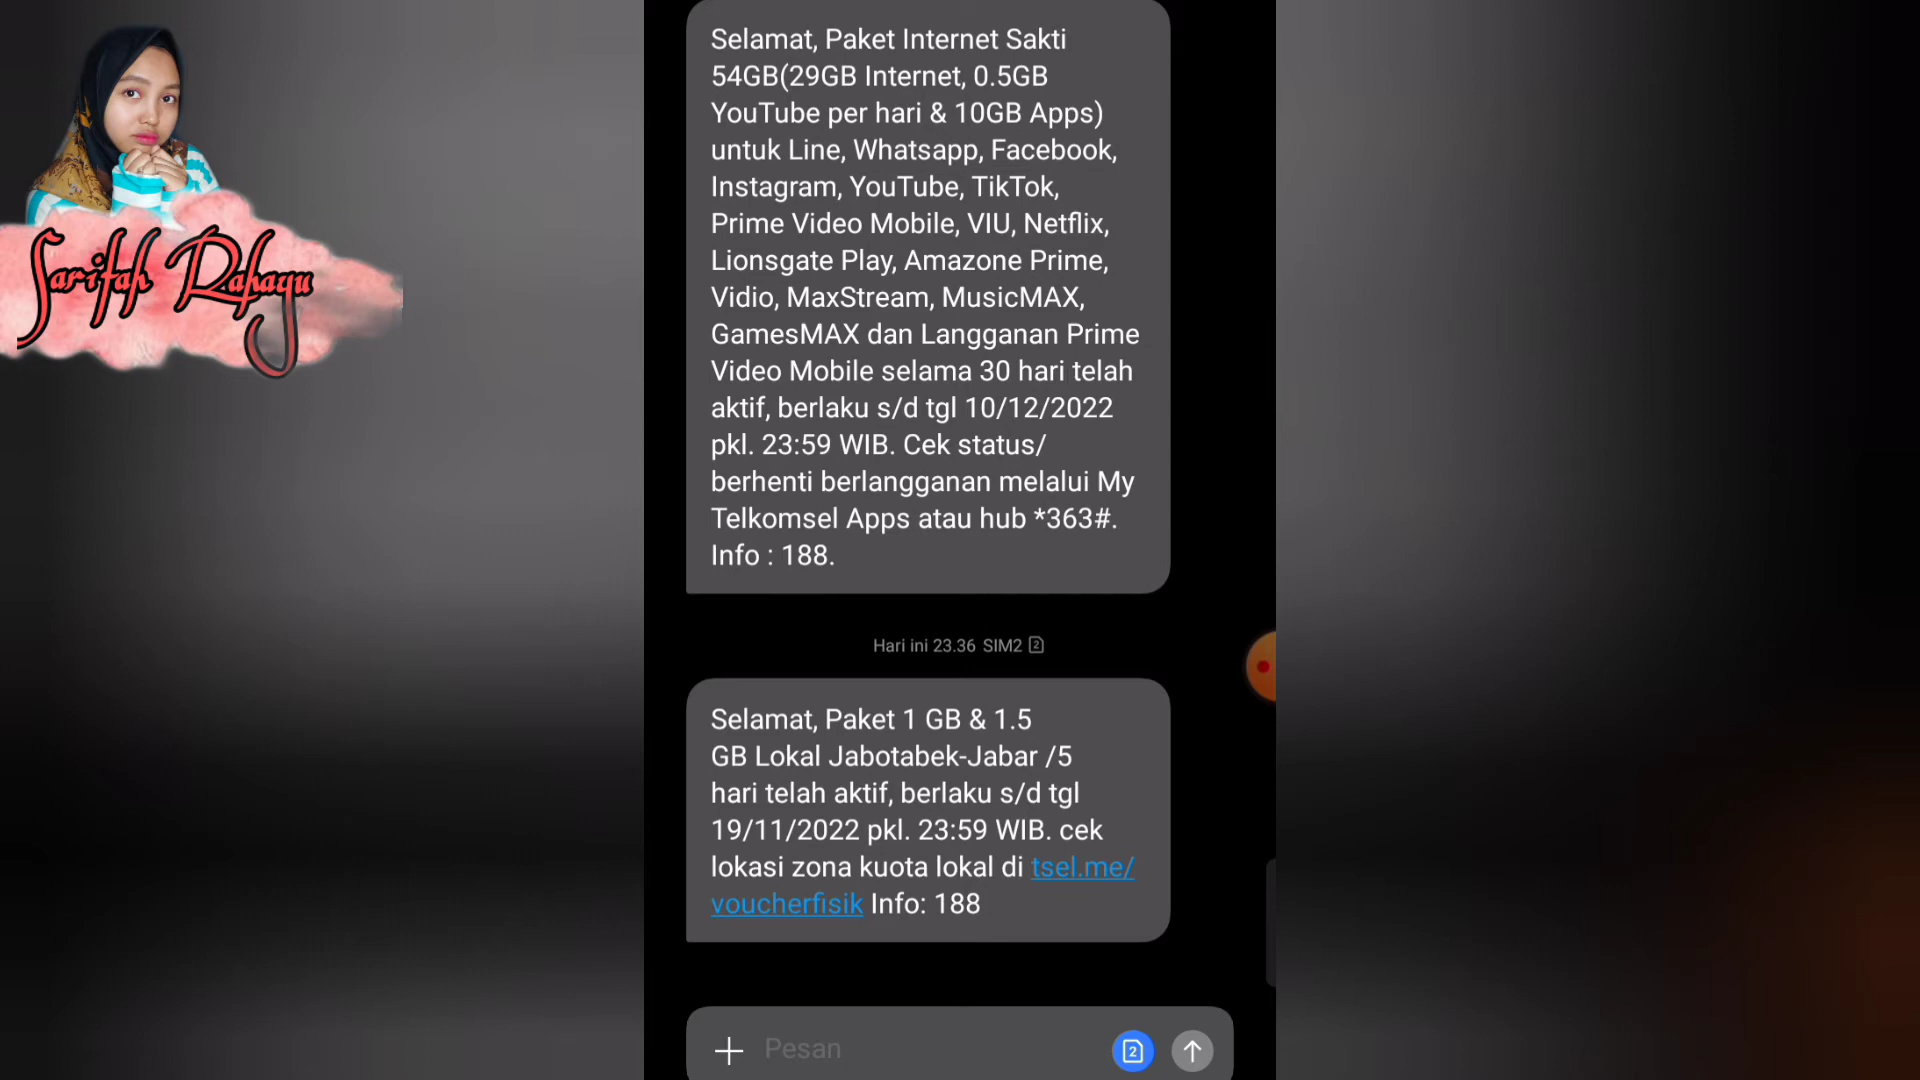 Sarifah Rahayu
Selamat, Paket Internet Sakti
54GB(29GB Internet, 0.5GB
YouTube per hari & 10GB Apps)
untuk Line, Whatsapp, Facebook,
Instagram, YouTube, TikTok,
Prime Video Mobile, VIU, Netflix,
Lionsgate Play, Amazone Prime,
Vidio, MaxStream, MusicMAX,
GamesMAX dan Langganan Prime
Video Mobile selama 30 hari telah
aktif, berlaku s/d tgl 10/12/2022
pkl. 23:59 WIB. Cek status/
berhenti berlangganan melalui My
Telkomsel Apps atau hub *363#.
Info : 188.
Hari ini 23.36 SIM2 2
Selamat, Paket 1 GB & 1.5
GB Lokal Jabotabek-Jabar /5
hari telah aktif, berlaku s/d tgl
19/11/2022 pkl. 23:59 WIB. cek
lokasi zona kuota lokal di tsel.me/
voucherfisik Info: 188
Pesan 2